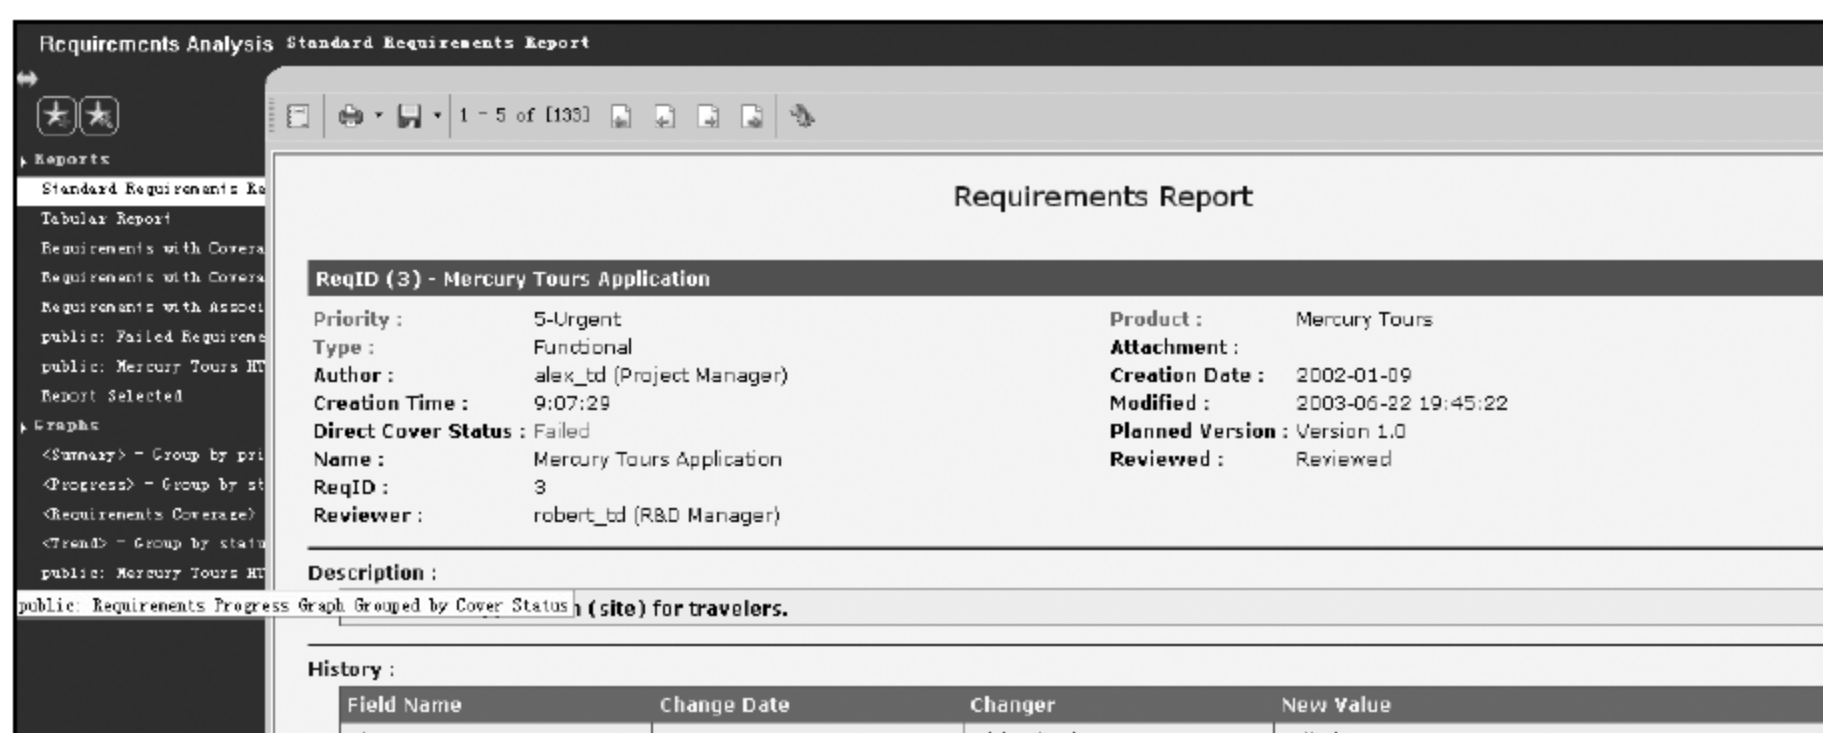 Requirements Analysis Standard Requirements Report
1 - 5 of [133]
Reports
Standard Requirements Re
Tabular Report
Requirements with Covera
Requirements with Covera
Requirements with Associ
public: Failed Requireme
public: Mercury Tours HT
Report Selected
Graphs
<Summary> - Group by pri
<Progress> - Group by st
<Requirements Coverage>
<Trend> - Group by statu
public: Mercury Tours HT
public: Requirements Progress Graph Grouped by Cover Status
Requirements Report
ReqID (3) - Mercury Tours Application
Priority : 5-Urgent Product : Mercury Tours
Type : Functional Attachment :
Author : alex_td (Project Manager) Creation Date : 2002-01-09
Creation Time : 9:07:29 Modified : 2003-06-22 19:45:22
Direct Cover Status : Failed Planned Version : Version 1.0
Name : Mercury Tours Application Reviewed : Reviewed
ReqID : 3
Reviewer : robert_td (R&D Manager)
Description :
(site) for travelers.
History :
Field Name Change Date Changer New Value